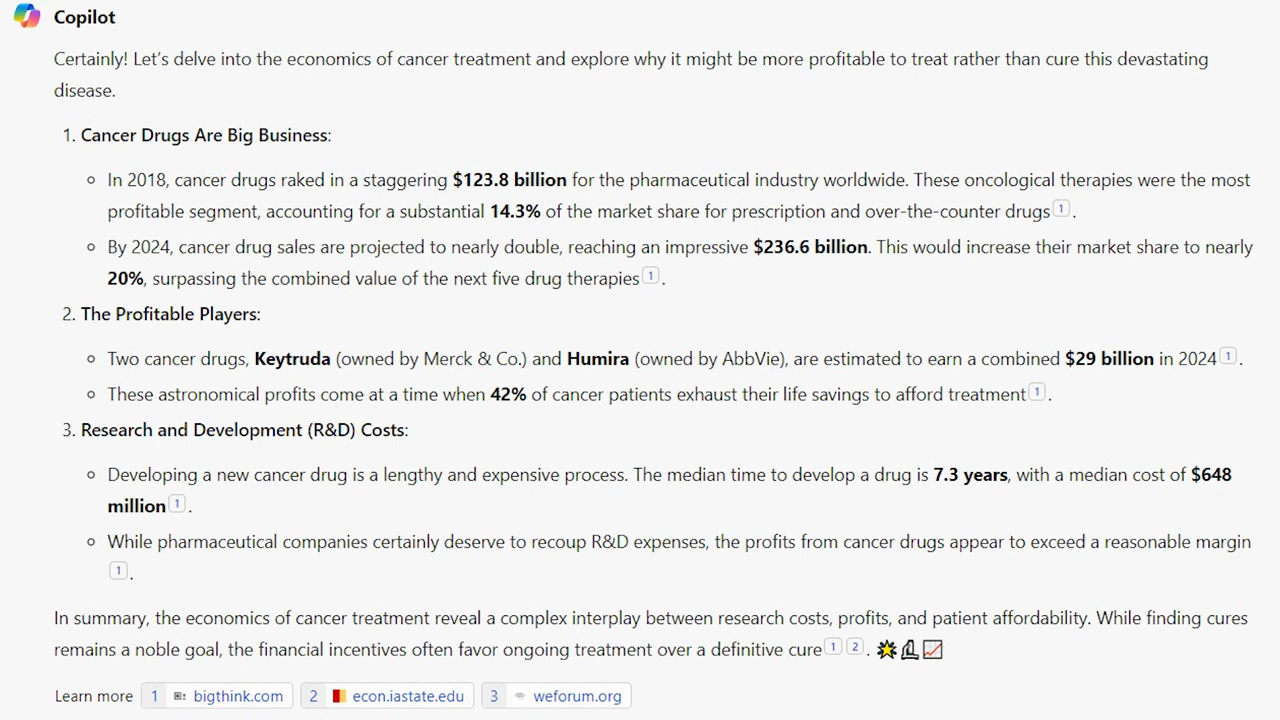 Copilot
Certainly! Let's delve into the economics of cancer treatment and explore why it might be more profitable to treat rather than cure this devastating
disease.
1. Cancer Drugs Are Big Business:
In 2018, cancer drugs raked in a staggering $123.8 billion for the pharmaceutical industry worldwide. These oncological therapies were the most
profitable segment, accounting for a substantial 14.3% of the market share for prescription and over-the-counter drugs 1 .
By 2024, cancer drug sales are projected to nearly double, reaching an impressive $236.6 billion. This would increase their market share to nearly
20%, surpassing the combined value of the next five drug therapies 1 .
2. The Profitable Players:
Two cancer drugs, Keytruda (owned by Merck & Co.) and Humira (owned by AbbVie), are estimated to earn a combined $29 billion in 2024 1 .
These astronomical profits come at a time when 42% of cancer patients exhaust their life savings to afford treatment 1 .
3. Research and Development (R&D) Costs:
Developing a new cancer drug is a lengthy and expensive process. The median time to develop a drug is 7.3 years, with a median cost of $648
million 1 .
While pharmaceutical companies certainly deserve to recoup R&D expenses, the profits from cancer drugs appear to exceed a reasonable margin
1 .
In summary, the economics of cancer treatment reveal a complex interplay between research costs, profits, and patient affordability. While finding cures
remains a noble goal, the financial incentives often favor ongoing treatment over a definitive cure 1 2 .
Learn more 1 bigthink.com 2 econ.iastate.edu 3 weforum.org